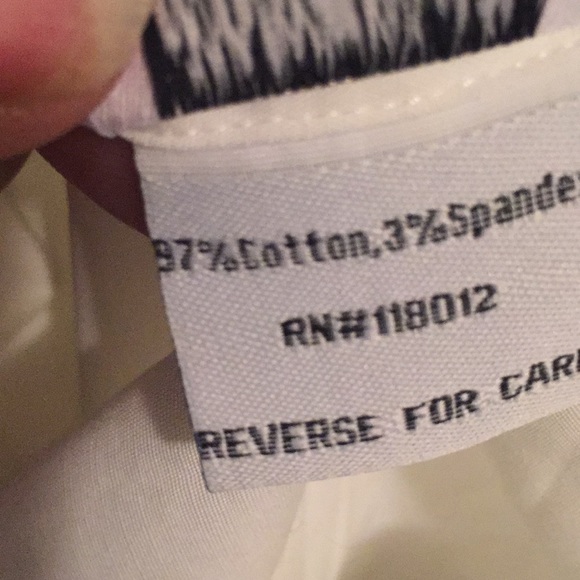 97%Cotton,3%Spande
RN#118012
REVERSE FOR CAR